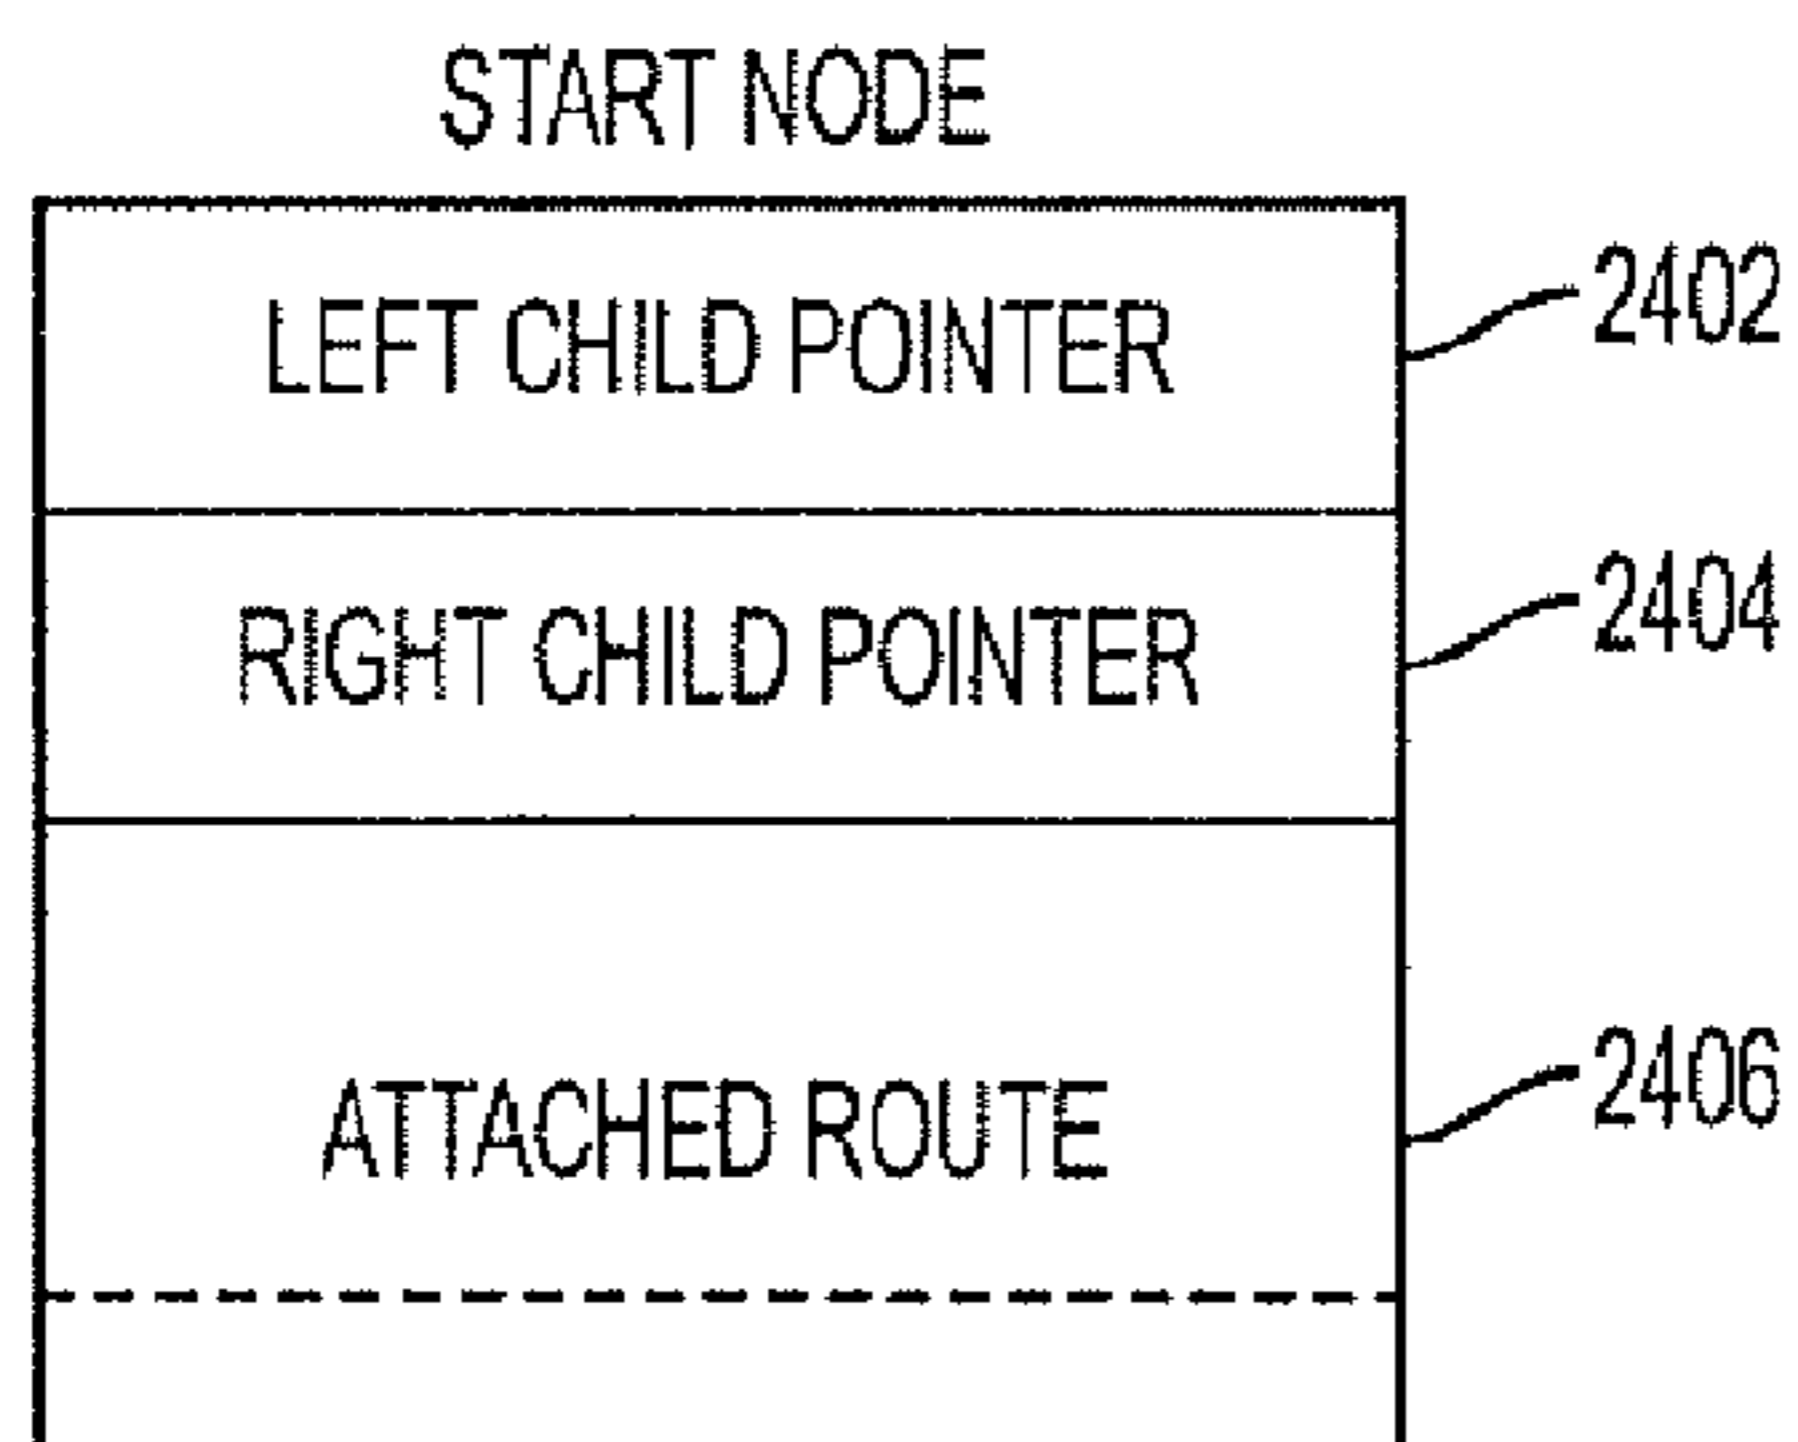 START NODE
LEFT CHILD POINTER
2402
RIGHT CHILD POINTER
2404
ATTACHED ROUTE
2406